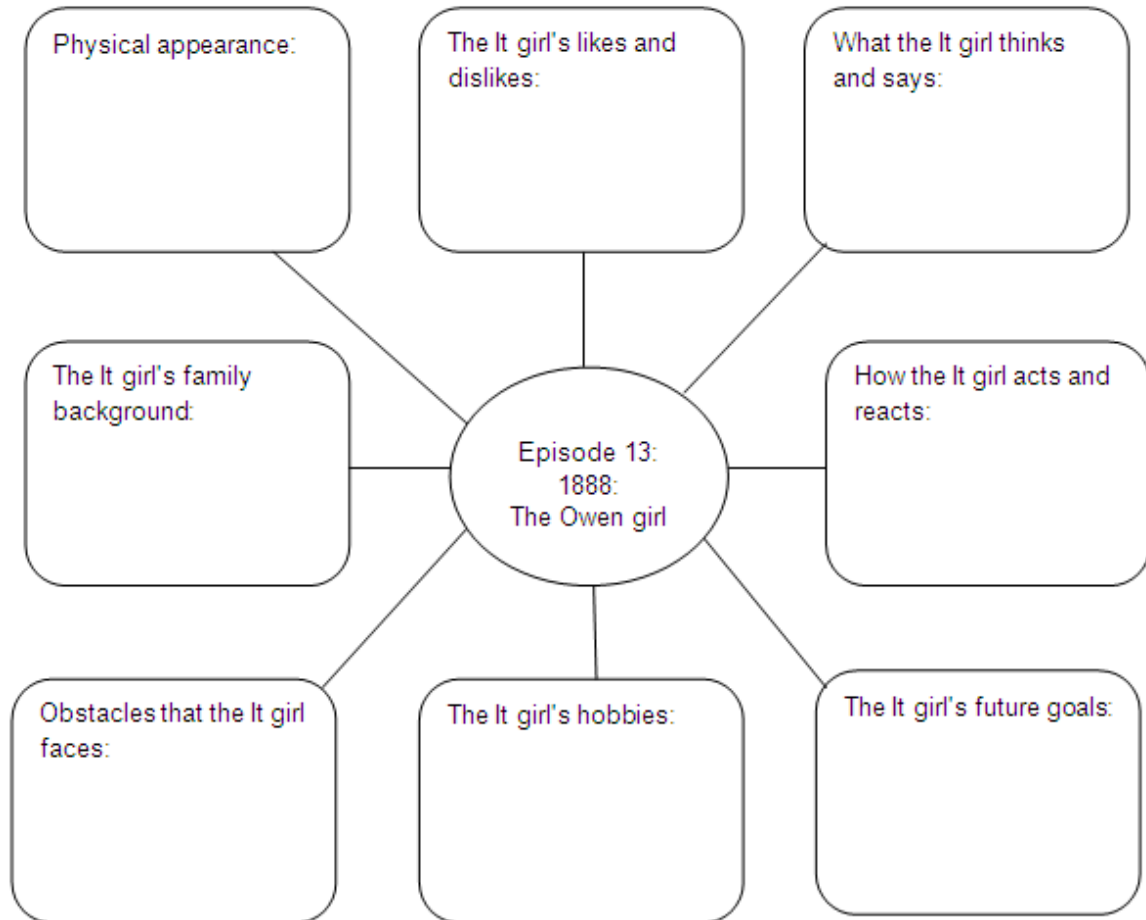 Physical appearance:
The It girl's likes and
dislikes:
What the It girl thinks
and says:
The It girl's family
background:
Episode 13:
1888:
The Owen girl
How the It girl acts and
reacts:
Obstacles that the It girl
faces:
The It girl's hobbies:
The It girl's future goals: